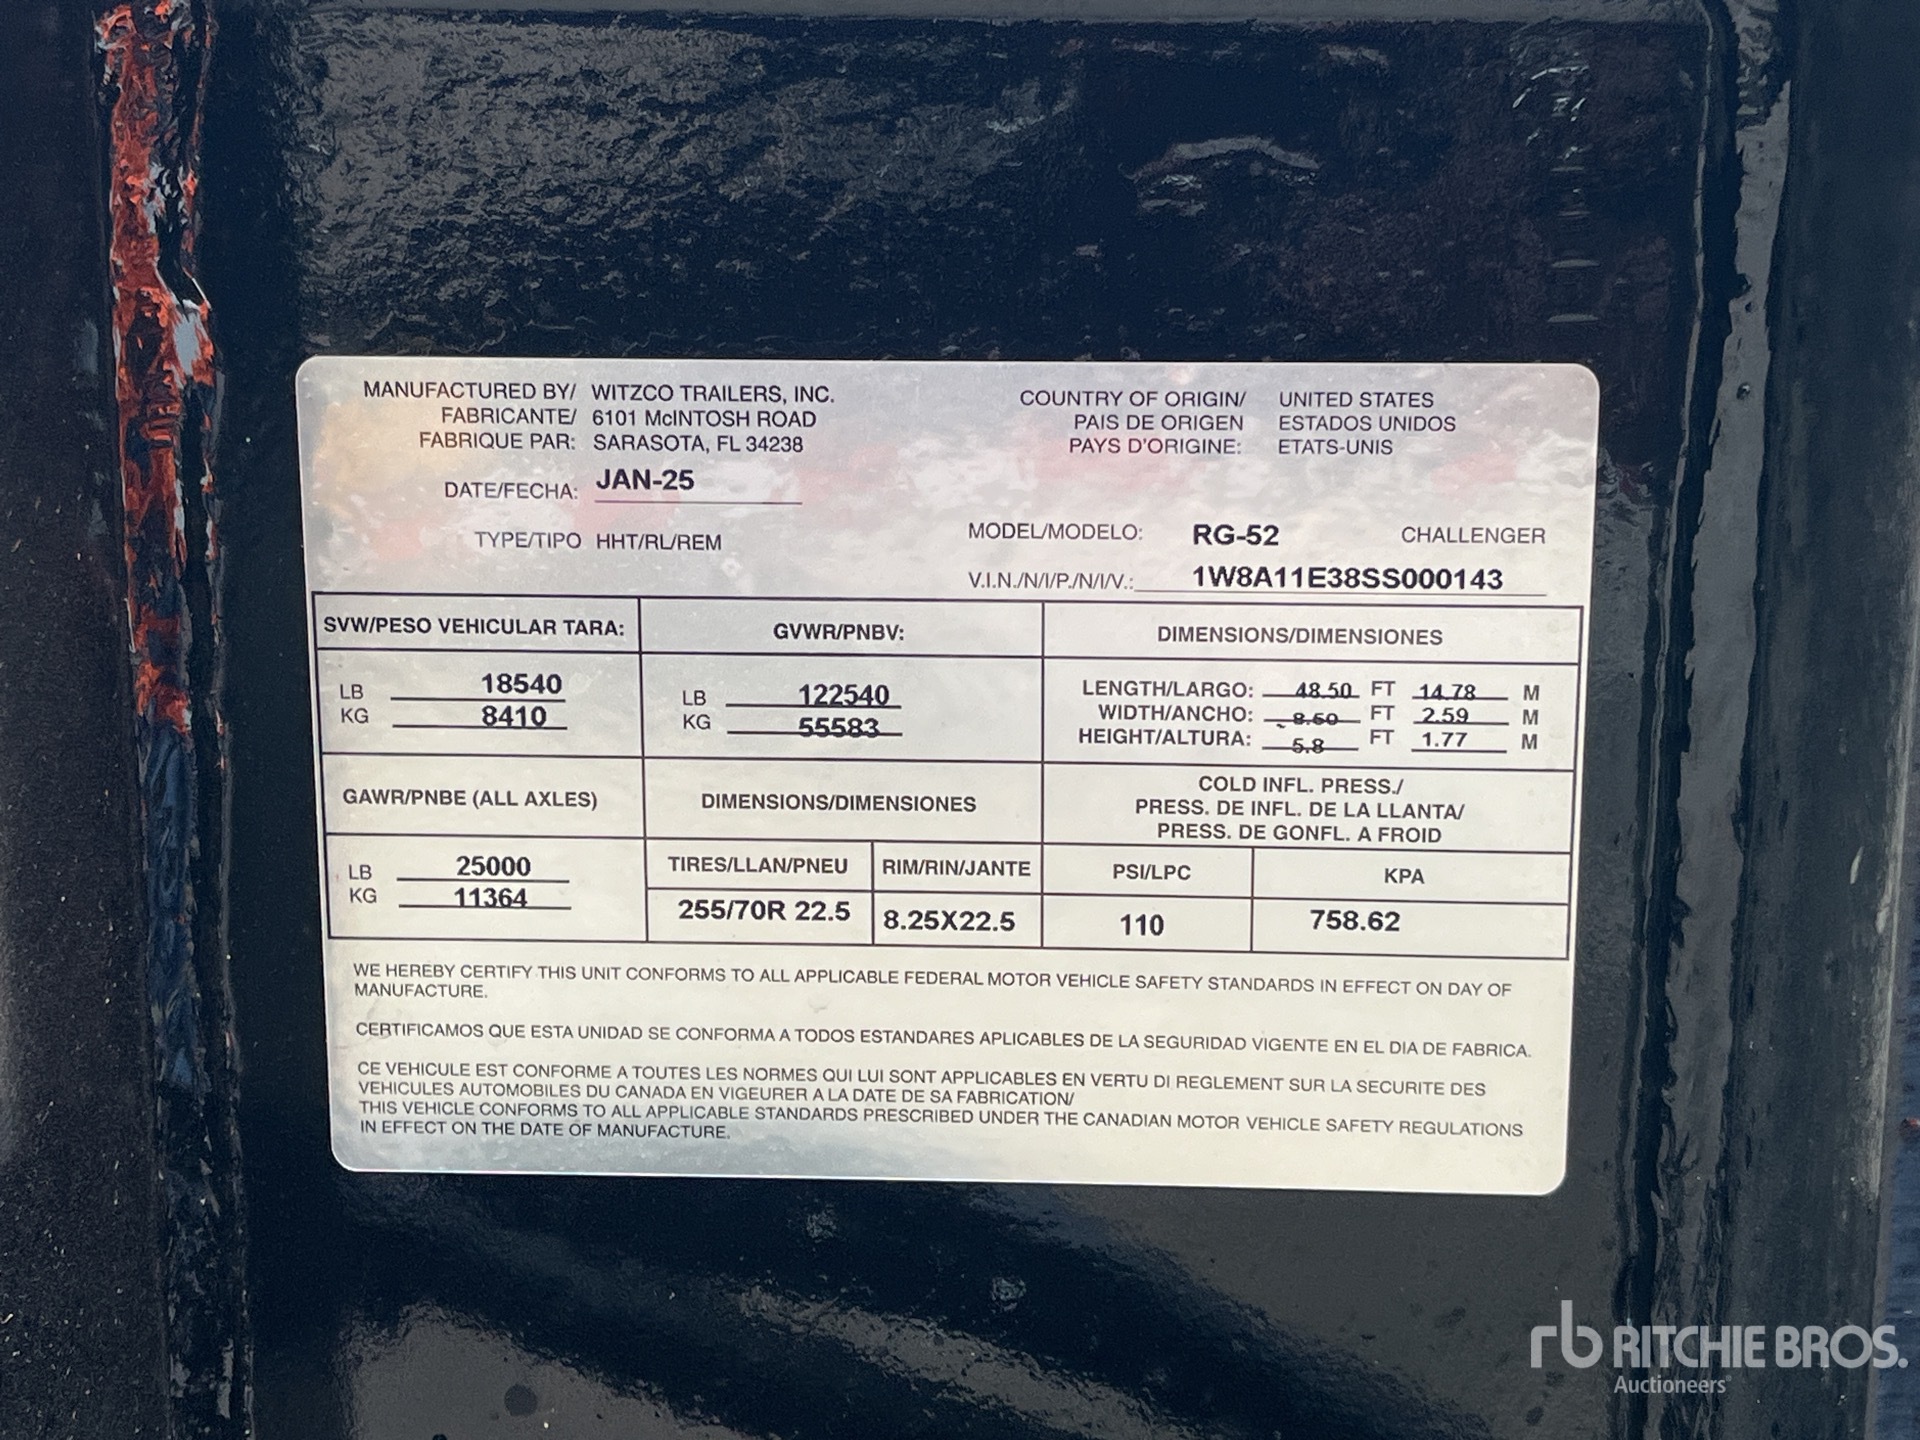 MANUFACTURED BY/ WITZCO TRAILERS, INC.
FABRICANTE/ 6101 McINTOSH ROAD
FABRIQUE PAR: SARASOTA, FL 34238
COUNTRY OF ORIGIN/ UNITED STATES
PAIS DE ORIGEN ESTADOS UNIDOS
PAYS D'ORIGINE: ETATS-UNIS
DATE/FECHA: JAN-25
TYPE/TIPO HHT/RL/REM
MODEL/MODELO: RG-52 CHALLENGER
V.I.N./N/I/P./N/I/V.: 1W8A11E38SS000143
SVW/PESO VEHICULAR TARA:
LB 18540
KG 8410
GVWR/PNBV:
LB 122540
KG 55583
DIMENSIONS/DIMENSIONES
LENGTH/LARGO: 48.50 FT 14.78 M
WIDTH/ANCHO: 8.50 FT 2.59 M
HEIGHT/ALTURA: 5.8 FT 1.77 M
GAWR/PNBE (ALL AXLES)
LB 25000
KG 11364
DIMENSIONS/DIMENSIONES
TIRES/LLAN/PNEU RIM/RIN/JANTE
255/70R 22.5 8.25X22.5
COLD INFL. PRESS./
PRESS. DE INFL. DE LA LLANTA/
PRESS. DE GONFL. A FROID
PSI/LPC KPA
110 758.62
WE HEREBY CERTIFY THIS UNIT CONFORMS TO ALL APPLICABLE FEDERAL MOTOR VEHICLE SAFETY STANDARDS IN EFFECT ON DAY OF
MANUFACTURE.
CERTIFICAMOS QUE ESTA UNIDAD SE CONFORMA A TODOS ESTANDARES APLICABLES DE LA SEGURIDAD VIGENTE EN EL DIA DE FABRICA.
CE VEHICULE EST CONFORME A TOUTES LES NORMES QUI LUI SONT APPLICABLES EN VERTU DI REGLEMENT SUR LA SECURITE DES
VEHICULES AUTOMOBILES DU CANADA EN VIGEURER A LA DATE DE SA FABRICATION/
THIS VEHICLE CONFORMS TO ALL APPLICABLE STANDARDS PRESCRIBED UNDER THE CANADIAN MOTOR VEHICLE SAFETY REGULATIONS
IN EFFECT ON THE DATE OF MANUFACTURE.
rb RITCHIE BROS.
Auctioneers